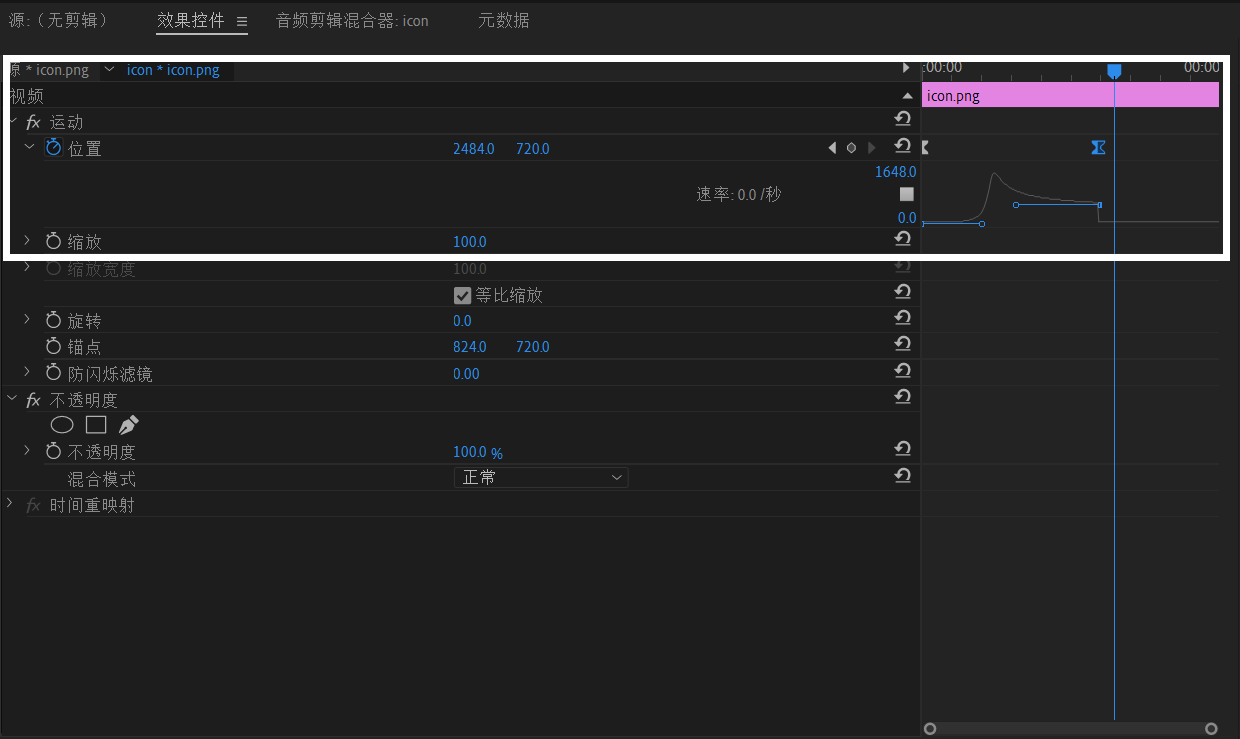 源:（无剪辑） 效果控件 音频剪辑混合器: icon 元数据
源 * icon.png icon * icon.png :00:00 00:00
视频 icon.png
fx 运动
位置 2484.0 720.0
1648.0
速率: 0.0 /秒
0.0
缩放 100.0
缩放宽度 100.0
等比缩放
旋转 0.0
锚点 824.0 720.0
防闪烁滤镜 0.00
fx 不透明度
不透明度 100.0 %
混合模式 正常
fx 时间重映射